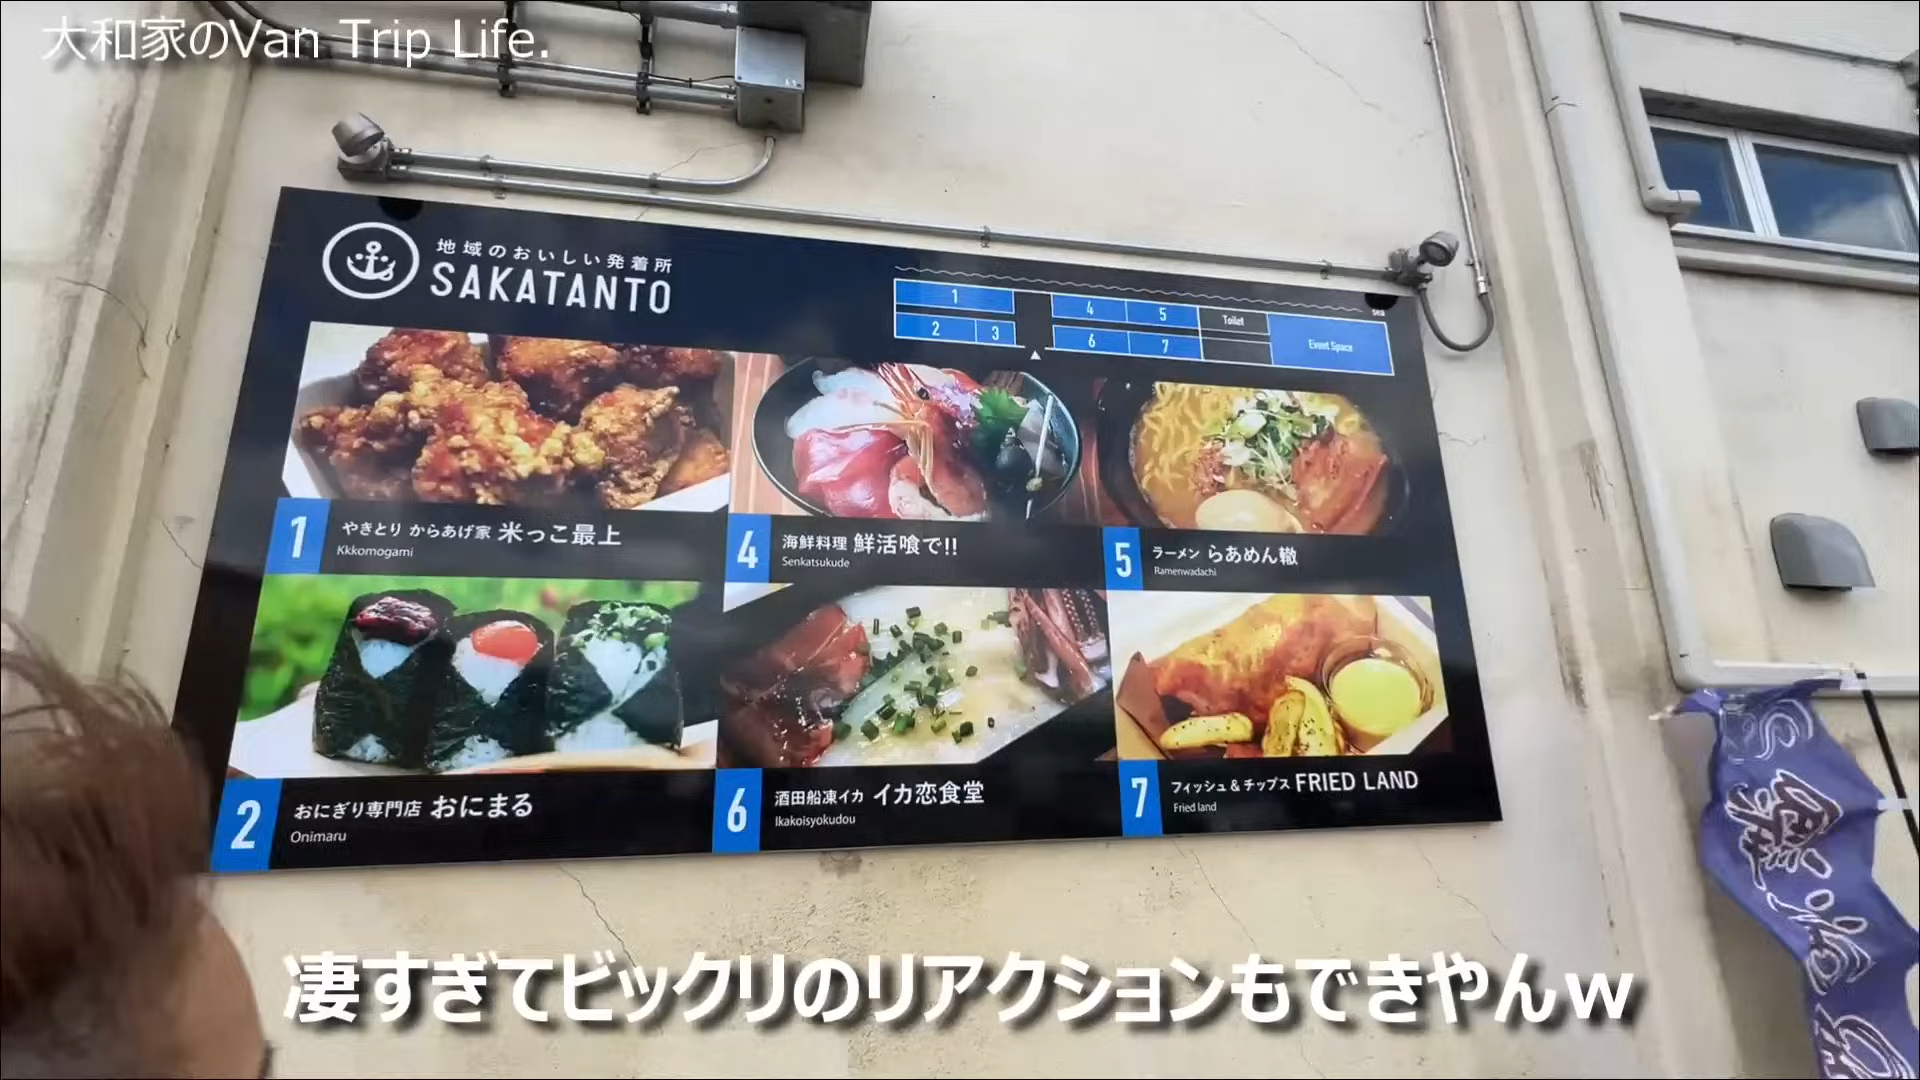 大和家のVan Trip Life.
地域のおいしい発着所
SAKATANTO
sea
1
2
3
4
5
6
7
Toilet
Event Space
1
やきとり からあげ家 米っこ最上
Kkkomogami
4
海鮮料理 鮮活喰で!!
Senkatsukude
5
ラーメン らあめん轍
Ramenwadachi
2
おにぎり専門店 おにまる
Onimaru
6
酒田船凍イカ イカ恋食堂
Ikakoisyokudou
7
フィッシュ&チップス FRIED LAND
Fried land
凄すぎてビックリのリアクションもできやんw